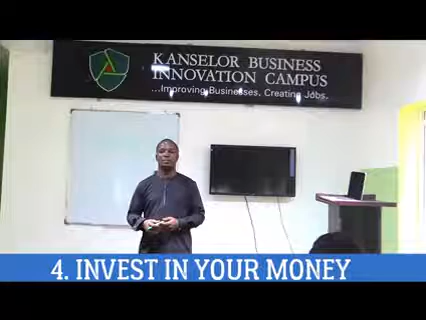 KANSELOR BUSINESS
INNOVATION CAMPUS
...Improving Businesses, Creating Jobs.
4. INVEST IN YOUR MONEY